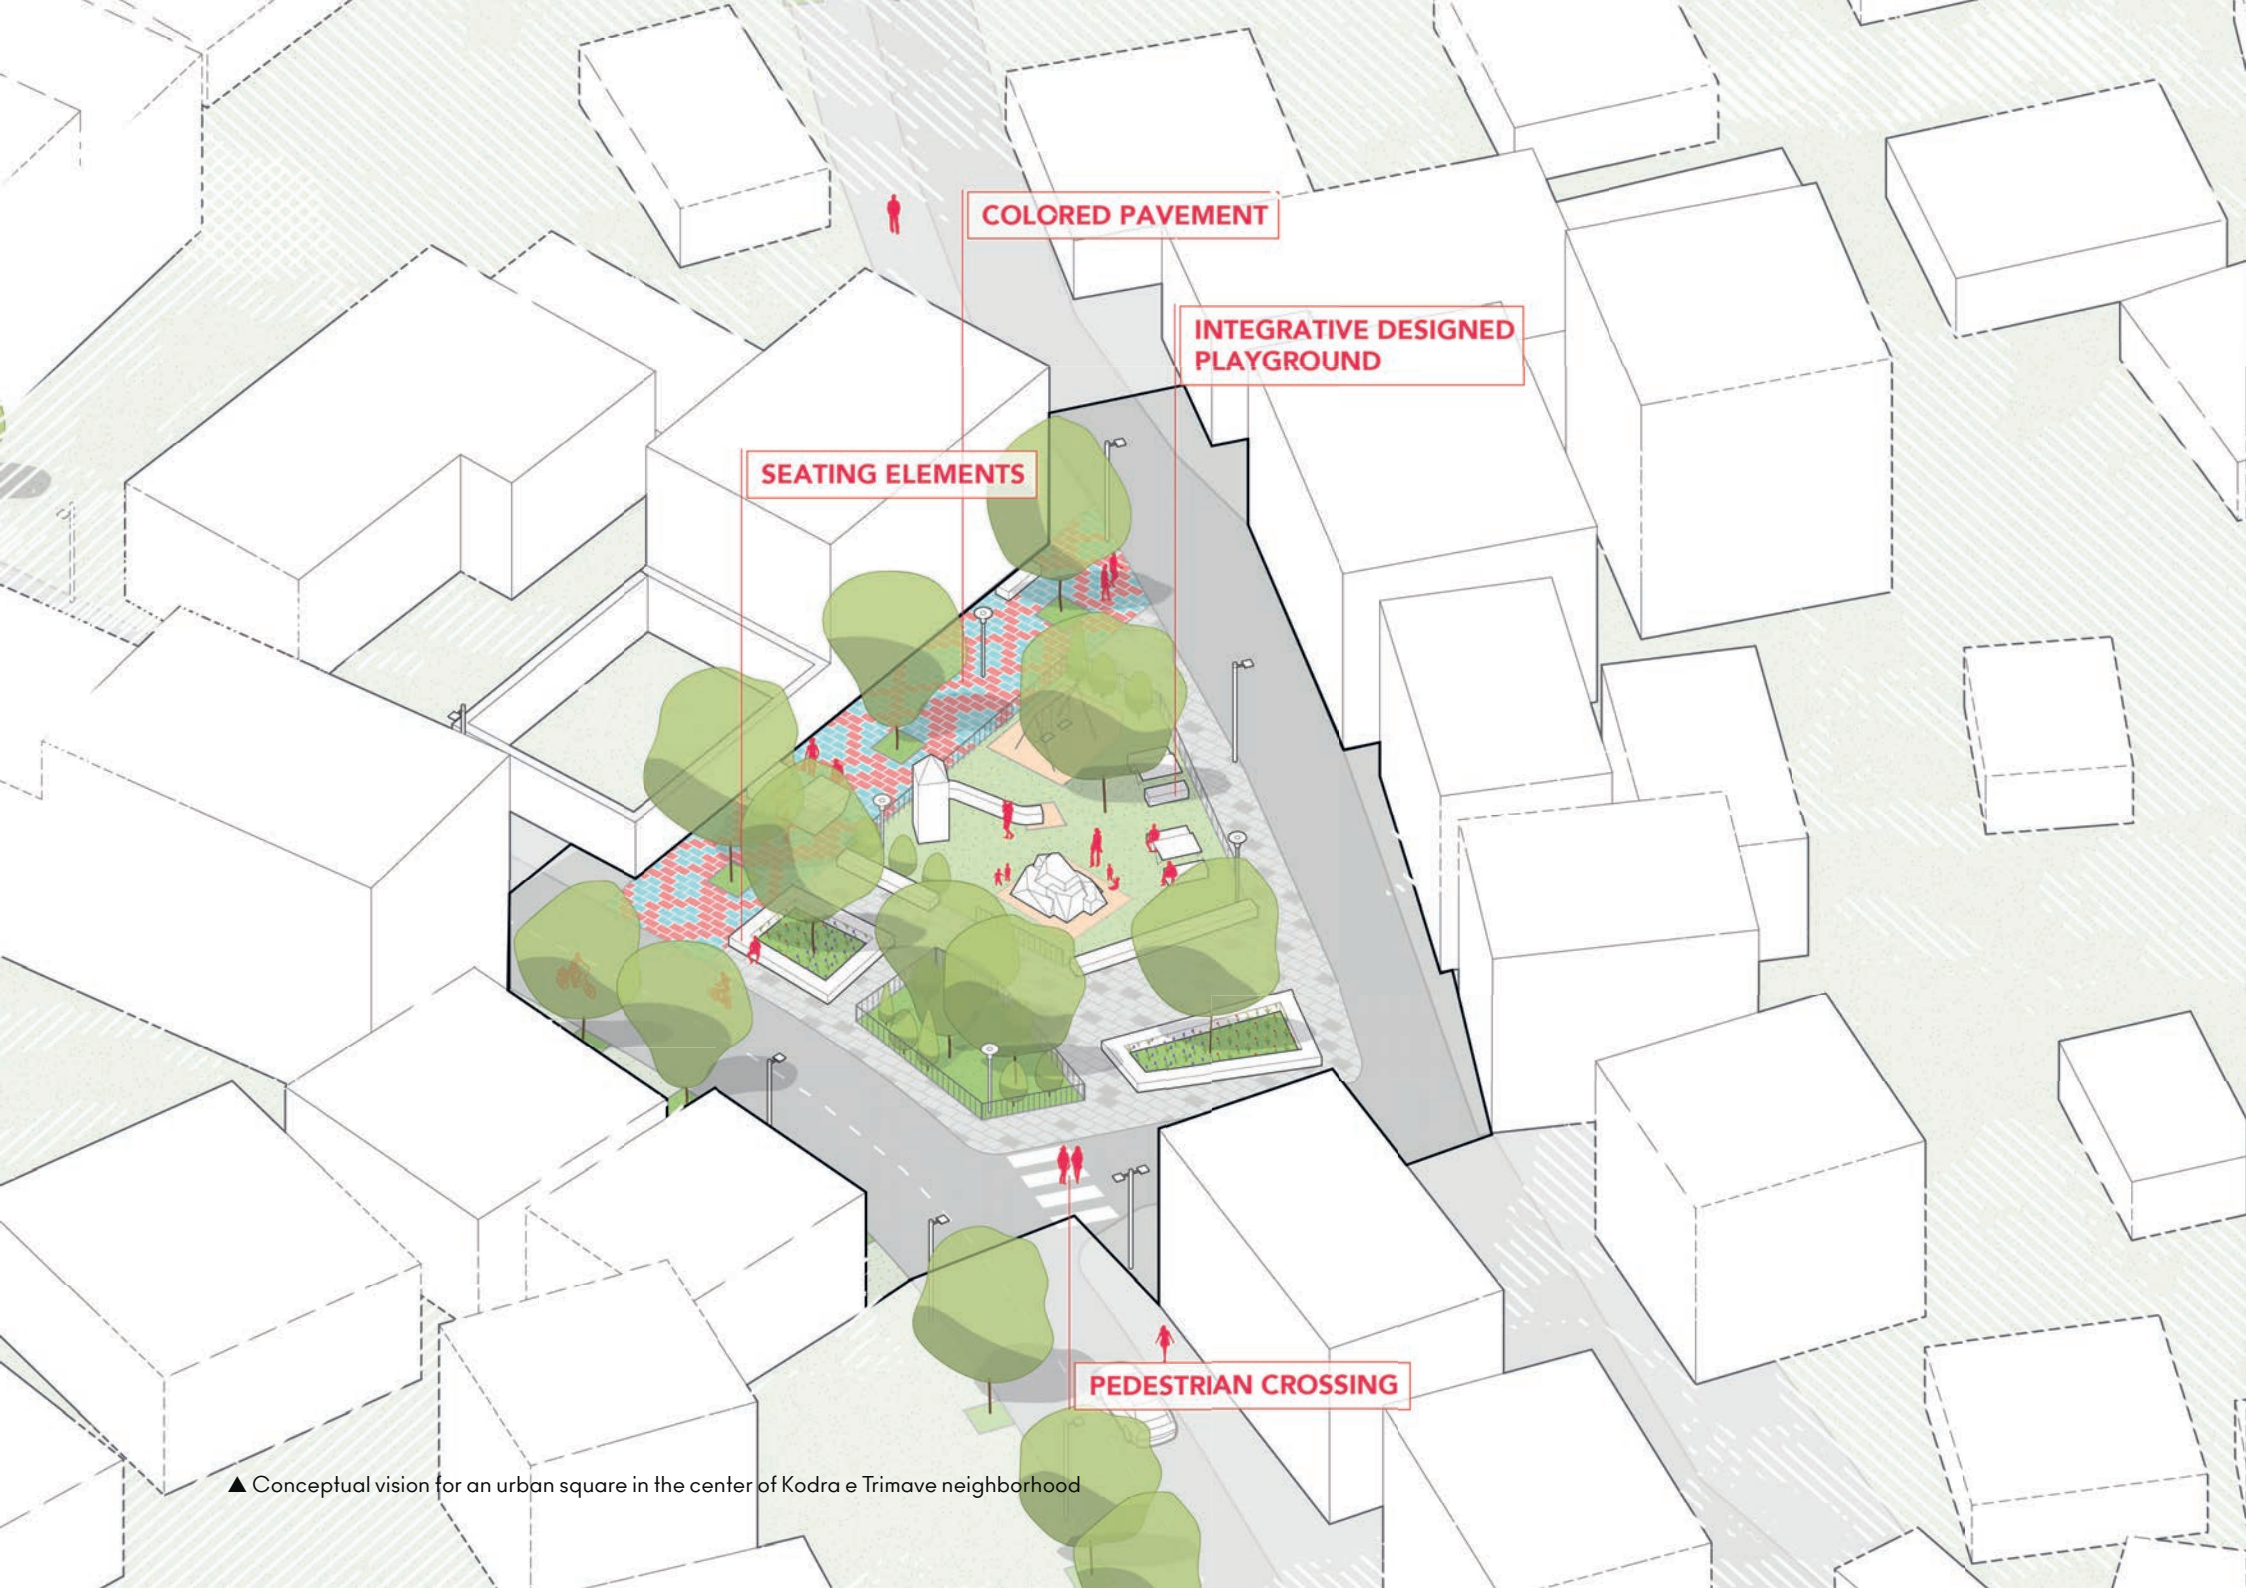 COLORED PAVEMENT
INTEGRATIVE DESIGNED
PLAYGROUND
SEATING ELEMENTS
PEDESTRIAN CROSSING
▲ Conceptual vision for an urban square in the center of Kodra e Trimave neighborhood